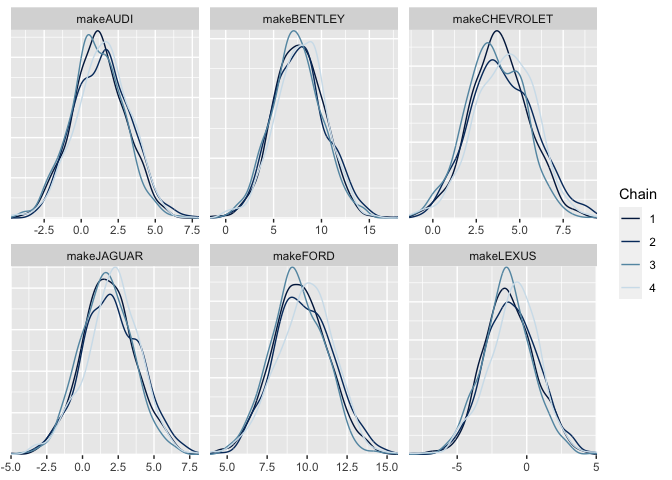 makeAUDI makeBENTLEY makeCHEVROLET
-2.5 0.0 2.5 5.0 7.5 0 5 10 15 0.0 2.5 5.0 7.5
Chain
1
2
3
4
makeJAGUAR makeFORD makeLEXUS
-5.0 -2.5 0.0 2.5 5.0 7.5 5.0 7.5 10.0 12.5 15.0 -5 0 5